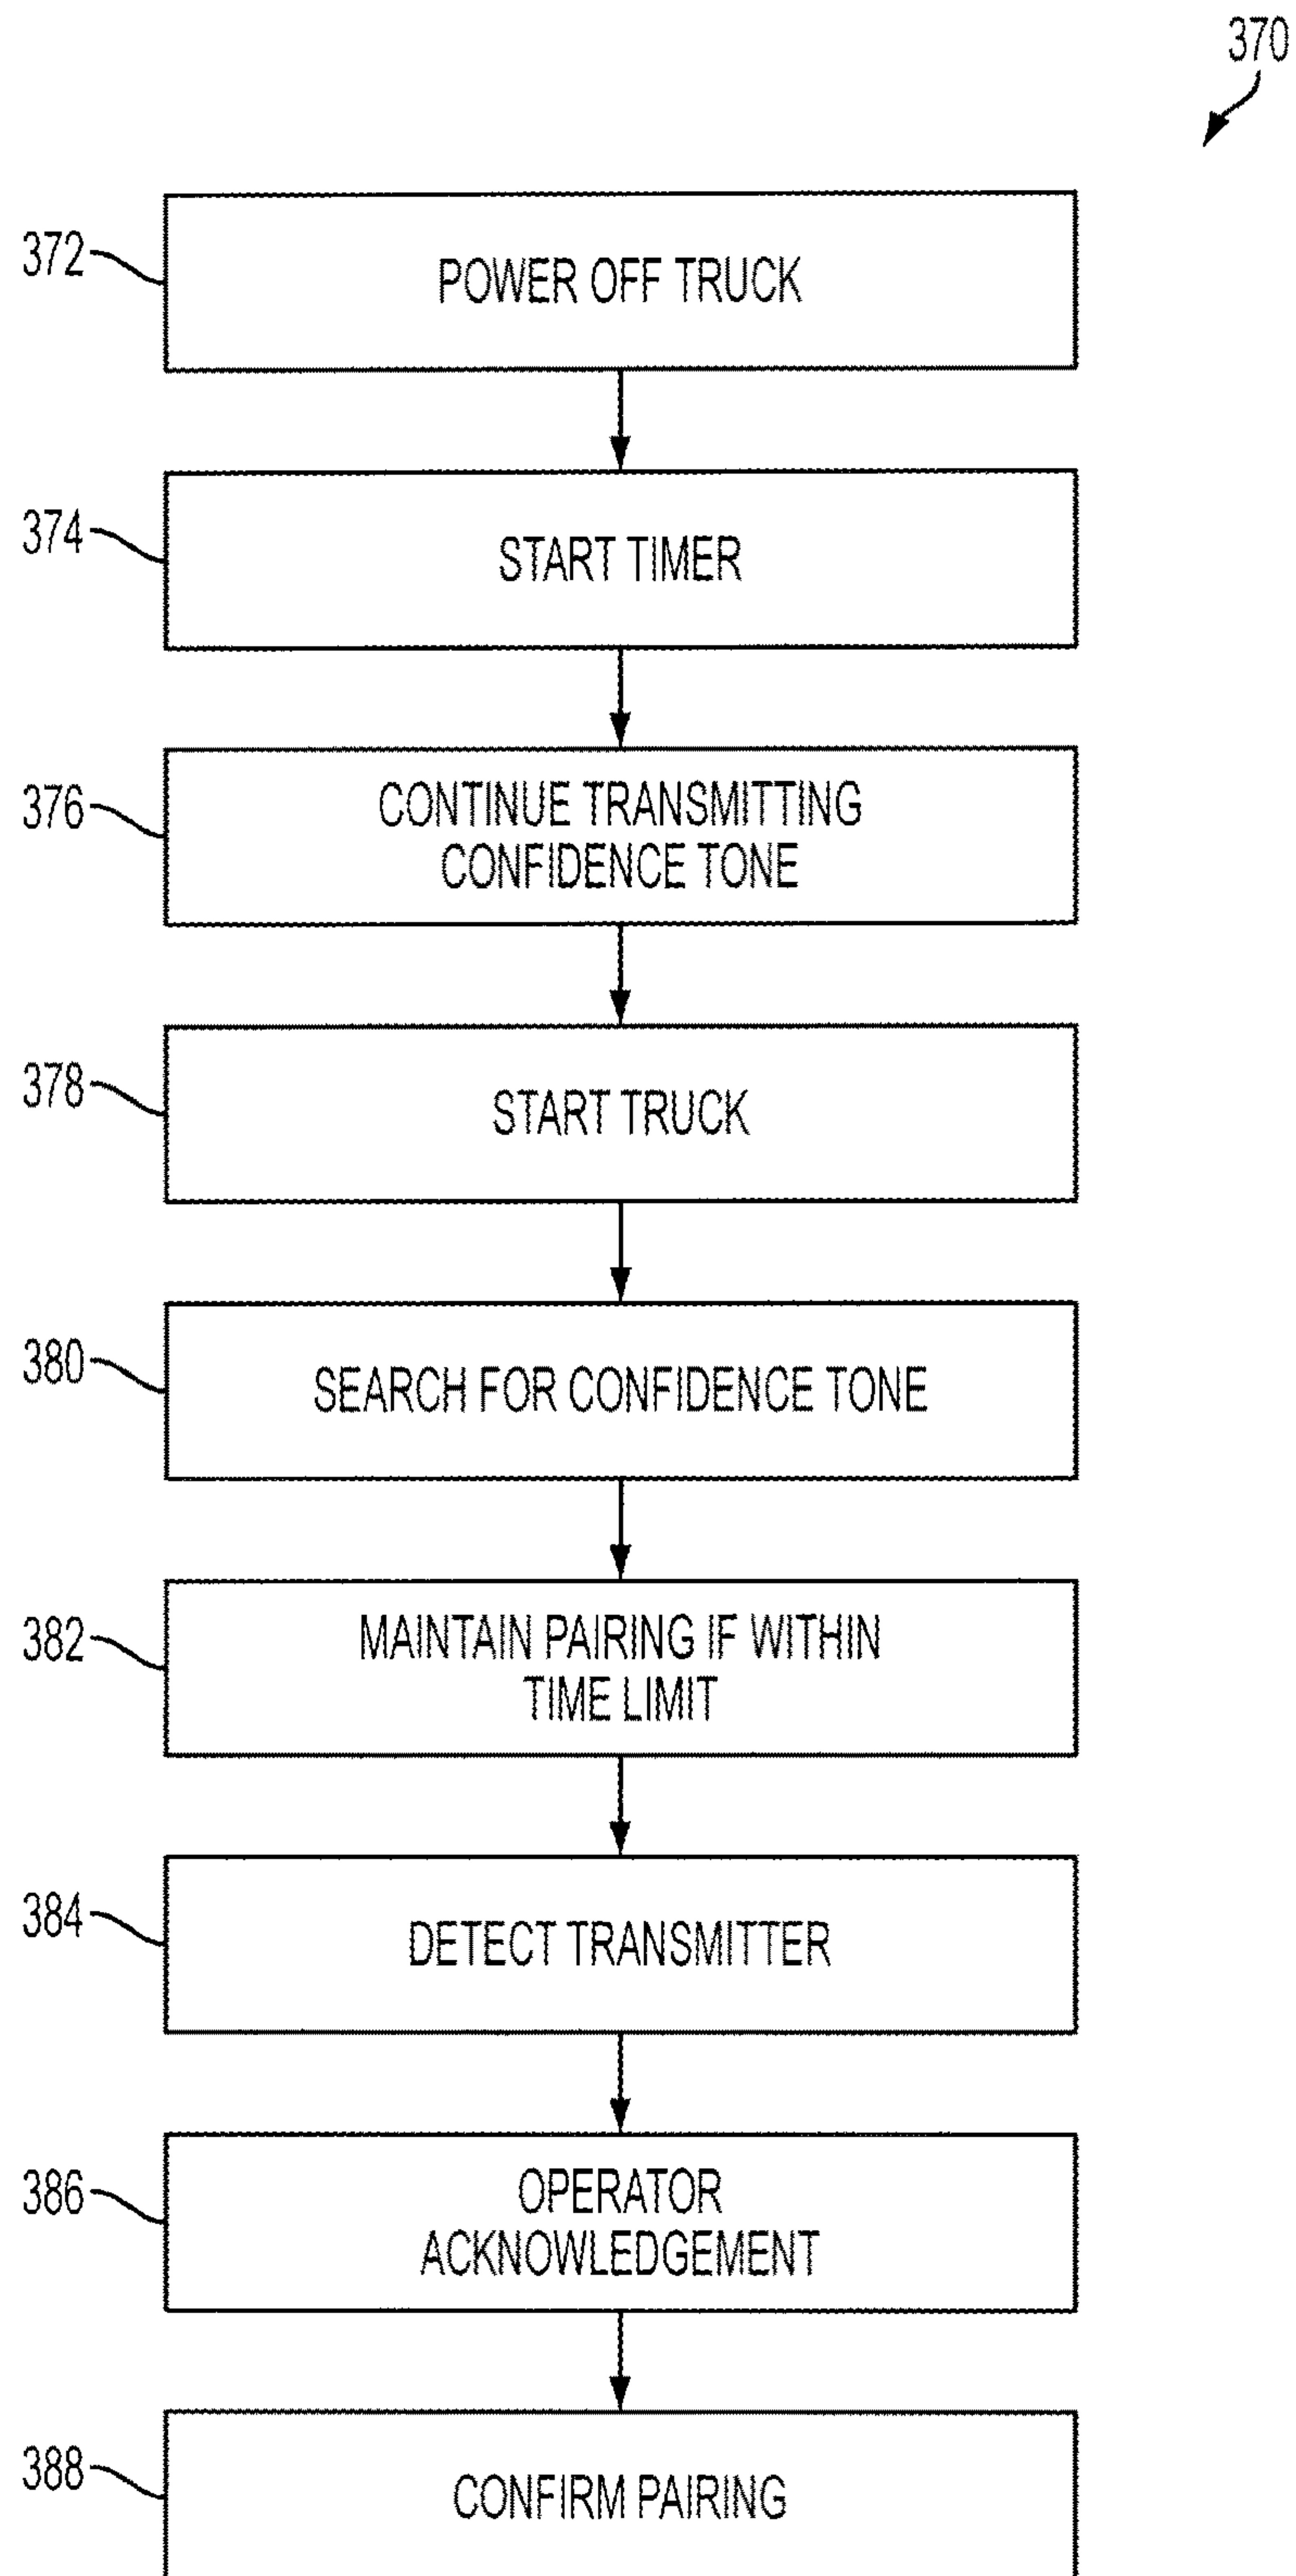 370
372
POWER OFF TRUCK
374
START TIMER
376
CONTINUE TRANSMITTING
CONFIDENCE TONE
378
START TRUCK
380
SEARCH FOR CONFIDENCE TONE
382
MAINTAIN PAIRING IF WITHIN
TIME LIMIT
384
DETECT TRANSMITTER
386
OPERATOR
ACKNOWLEDGEMENT
388
CONFIRM PAIRING